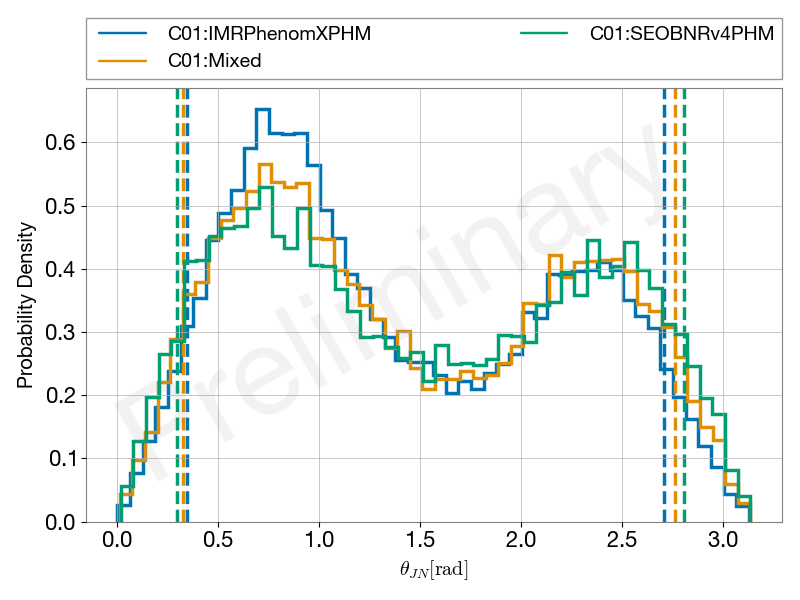 C01:IMRPhenomXPHM
C01:Mixed
C01:SEOBNRv4PHM
Preliminary
Probability Density
0.6
0.5
0.4
0.3
0.2
0.1
0.0
0.0 0.5 1.0 1.5 2.0 2.5 3.0
θJN[rad]